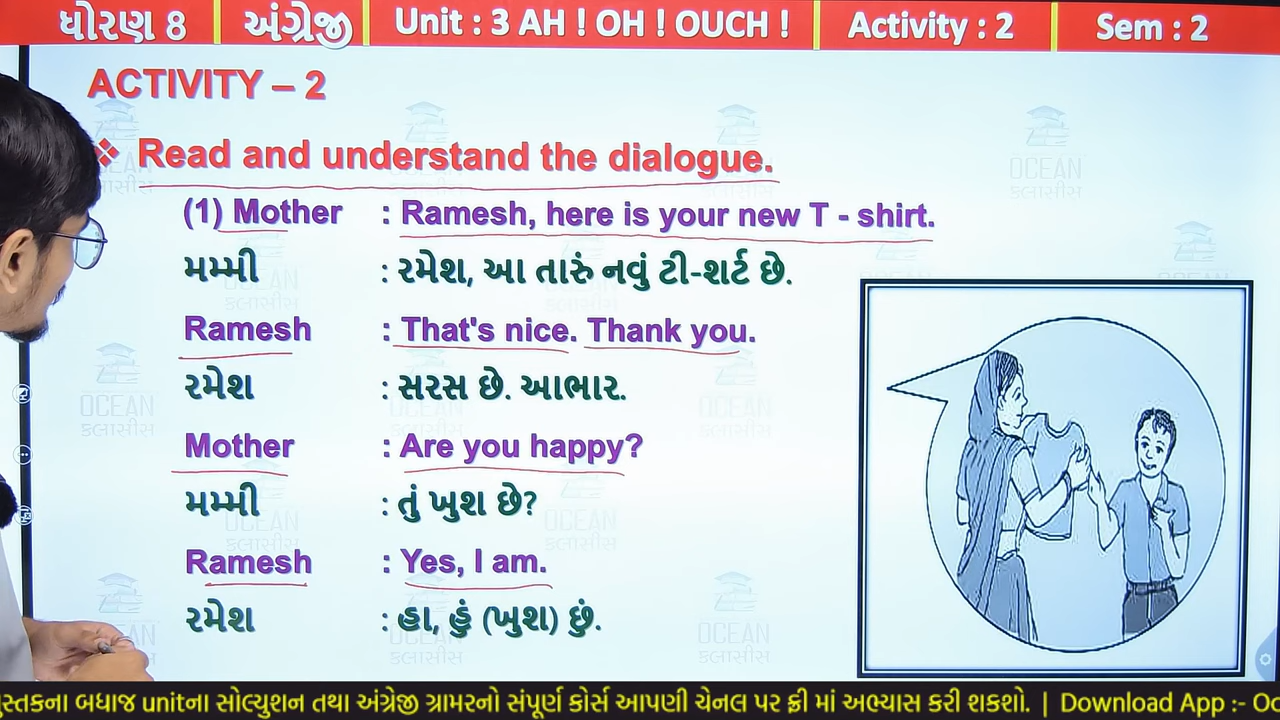 ધોરણ 8 અંગ્રેજી Unit : 3 AH ! OH ! OUCH ! Activity : 2 Sem : 2
ACTIVITY – 2
❖ Read and understand the dialogue.
(1) Mother : Ramesh, here is your new T - shirt.
મમ્મી : રમેશ, આ તારું નવું ટી-શર્ટ છે.
Ramesh : That's nice. Thank you.
રમેશ : સરસ છે. આભાર.
Mother : Are you happy?
મમ્મી : તું ખુશ છે?
Ramesh : Yes, I am.
રમેશ : હા, હું (ખુશ) છું.
OCEAN
કલાસીસ
બધાજ unitના સોલ્યુશન તથા અંગ્રેજી ગ્રામરનો સંપૂર્ણ કોર્સ આપણી ચેનલ પર ફ્રી માં અભ્યાસ કરી શકશો. | Download App :-